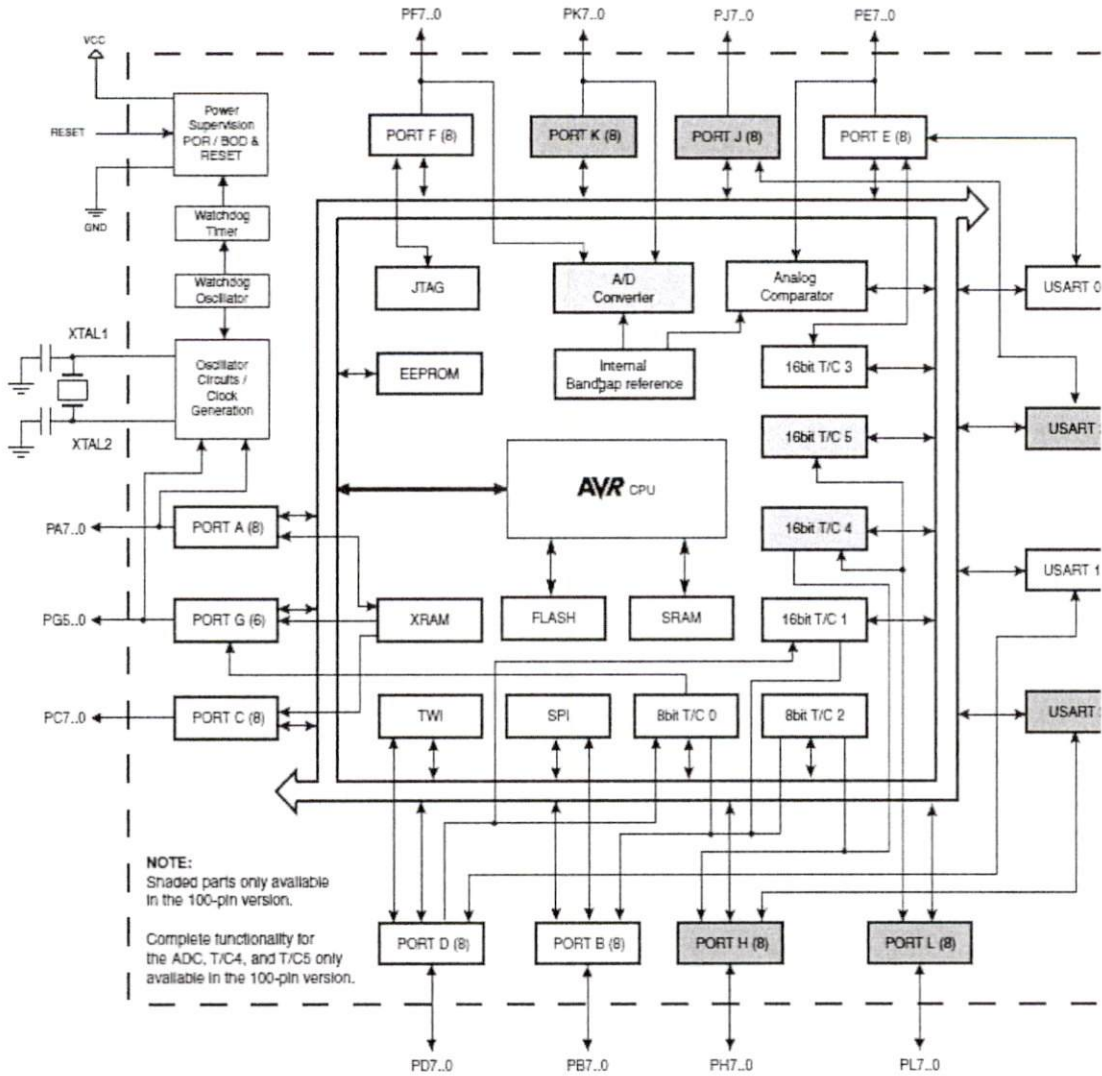 PF7..0
PK7..0
PJ7..0
PE7..0
VCC
RESET
GND
Power
Supervision
POR / BOD &
RESET
PORT F (8)
PORT K (8)
PORT J (8)
PORT E (8)
Watchdog
Timer
Watchdog
Oscillator
JTAG
A/D
Converter
Analog
Comparator
USART 0
XTAL1
Oscillator
Circuits /
Clock
Generation
XTAL2
EEPROM
Internal
Bandgap reference
16bit T/C 3
16bit T/C 5
USART
AVR CPU
PA7..0
PORT A (8)
16bit T/C 4
USART 1
PG5..0
PORT G (6)
XRAM
FLASH
SRAM
16bit T/C 1
PC7..0
PORT C (8)
TWI
SPI
8bit T/C 0
8bit T/C 2
USART
NOTE:
Shaded parts only available
in the 100-pin version.
Complete functionality for
the ADC, T/C4, and T/C5 only
available in the 100-pin version.
PORT D (8)
PORT B (8)
PORT H (8)
PORT L (8)
PD7..0
PB7..0
PH7..0
PL7..0